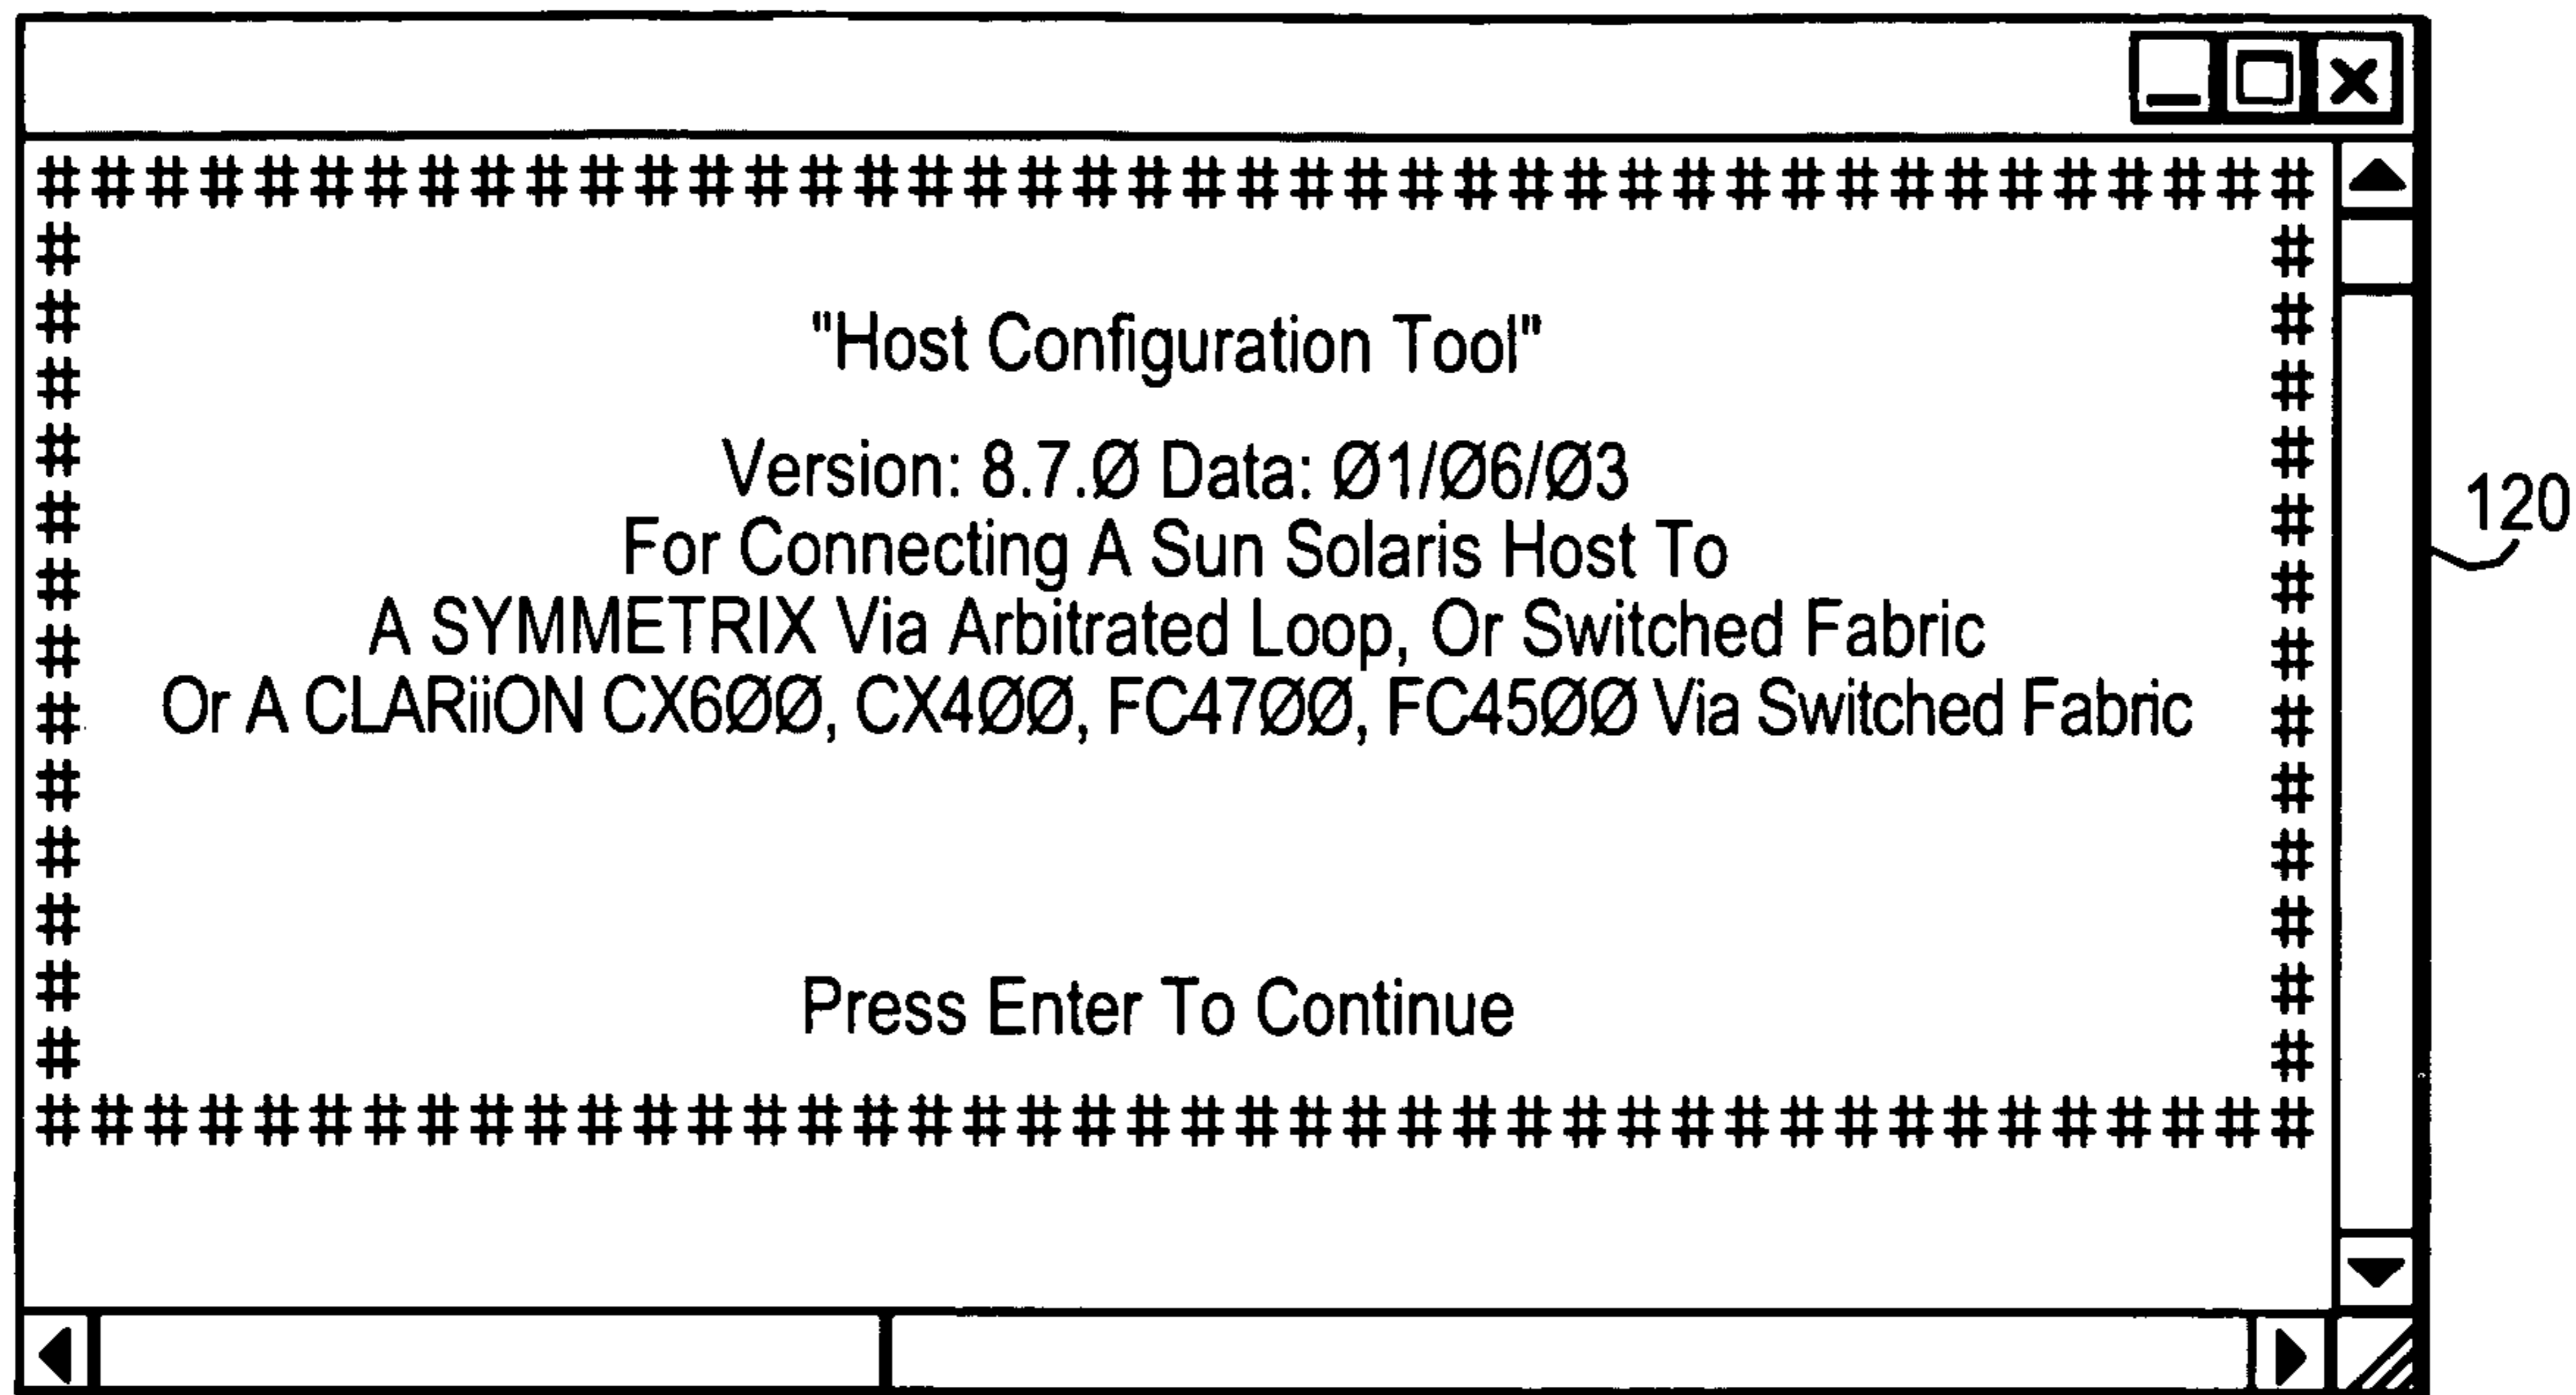 ##########################################
"Host Configuration Tool"
Version: 8.7.Ø Data: Ø1/Ø6/Ø3
For Connecting A Sun Solaris Host To
A SYMMETRIX Via Arbitrated Loop, Or Switched Fabric
Or A CLARiiON CX6ØØ, CX4ØØ, FC47ØØ, FC45ØØ Via Switched Fabric
Press Enter To Continue
##########################################
120